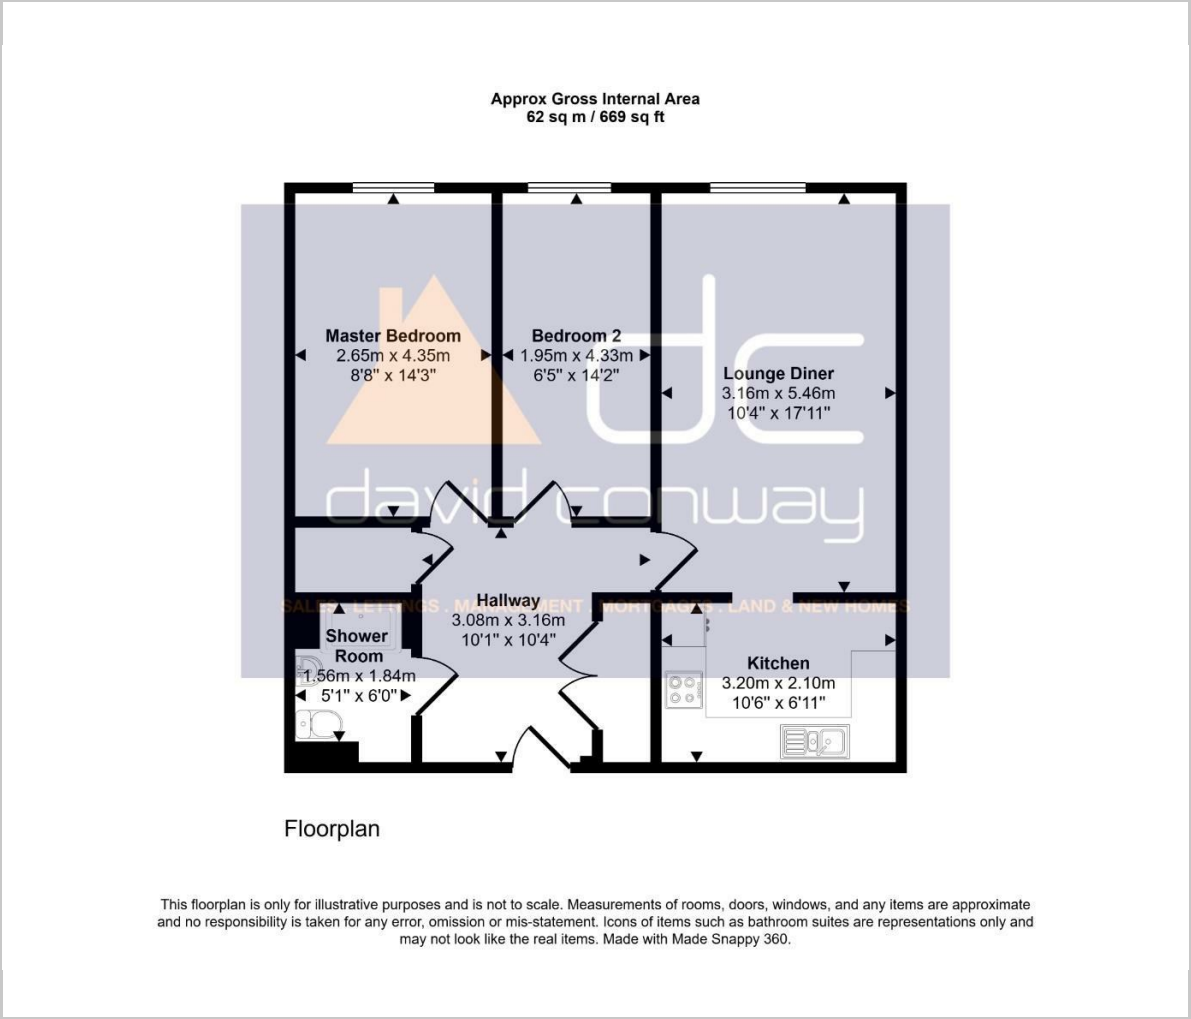 Approx Gross Internal Area
62 sq m / 669 sq ft
Master Bedroom
2.65m x 4.35m
8'8" x 14'3"
Bedroom 2
1.95m x 4.33m
6'5" x 14'2"
Lounge Diner
3.16m x 5.46m
10'4" x 17'11"
dc
david conway
SALES . LETTINGS . MANAGEMENT . MORTGAGES . LAND & NEW HOMES
Hallway
3.08m x 3.16m
10'1" x 10'4"
Shower
Room
1.56m x 1.84m
5'1" x 6'0"
Kitchen
3.20m x 2.10m
10'6" x 6'11"
Floorplan
This floorplan is only for illustrative purposes and is not to scale. Measurements of rooms, doors, windows, and any items are approximate
and no responsibility is taken for any error, omission or mis-statement. Icons of items such as bathroom suites are representations only and
may not look like the real items. Made with Made Snappy 360.